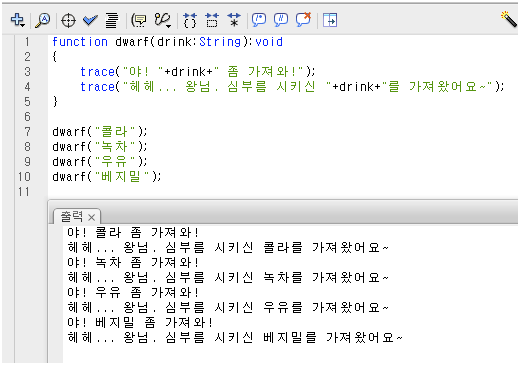 1 function dwarf(drink:String):void
2 {
3 trace("야! "+drink+" 좀 가져와!");
4 trace("헤헤... 왕님. 심부름 시키신 "+drink+"를 가져왔어요~");
5 }
6
7 dwarf("콜라");
8 dwarf("녹차");
9 dwarf("우유");
10 dwarf("베지밀");
11
출력 ×
야! 콜라 좀 가져와!
헤헤... 왕님. 심부름 시키신 콜라를 가져왔어요~
야! 녹차 좀 가져와!
헤헤... 왕님. 심부름 시키신 녹차를 가져왔어요~
야! 우유 좀 가져와!
헤헤... 왕님. 심부름 시키신 우유를 가져왔어요~
야! 베지밀 좀 가져와!
헤헤... 왕님. 심부름 시키신 베지밀를 가져왔어요~